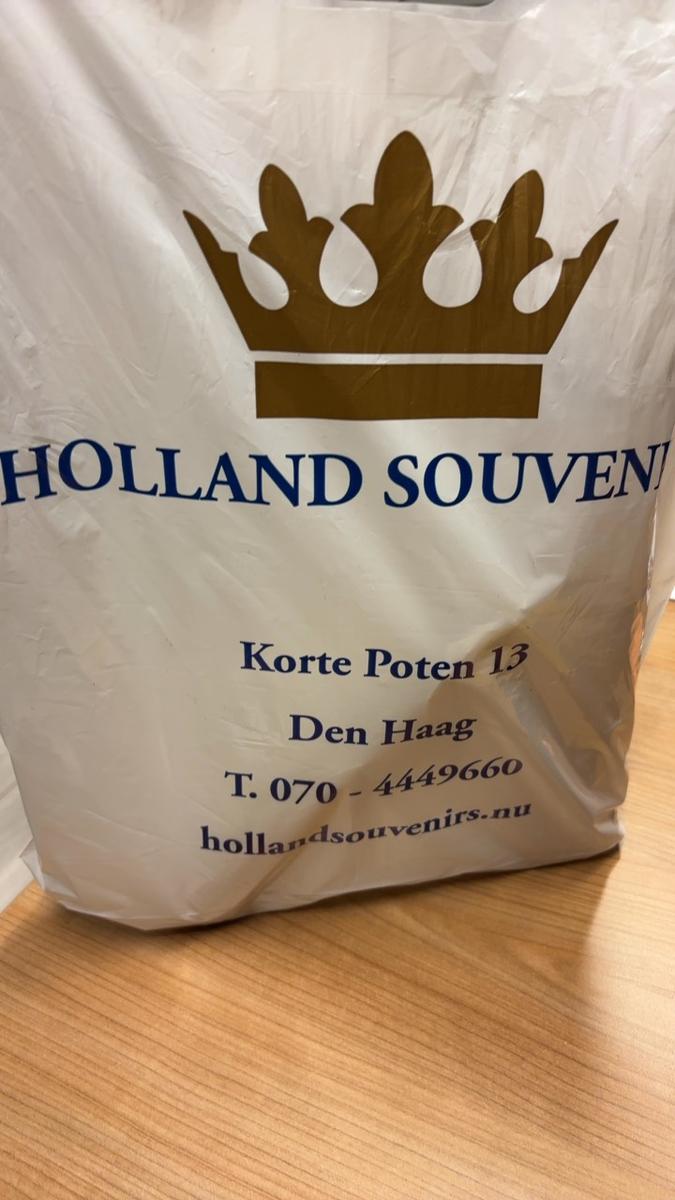 HOLLAND SOUVENI
Korte Poten 13
Den Haag
T. 070 - 4449660
hollandsouvenirs.nu